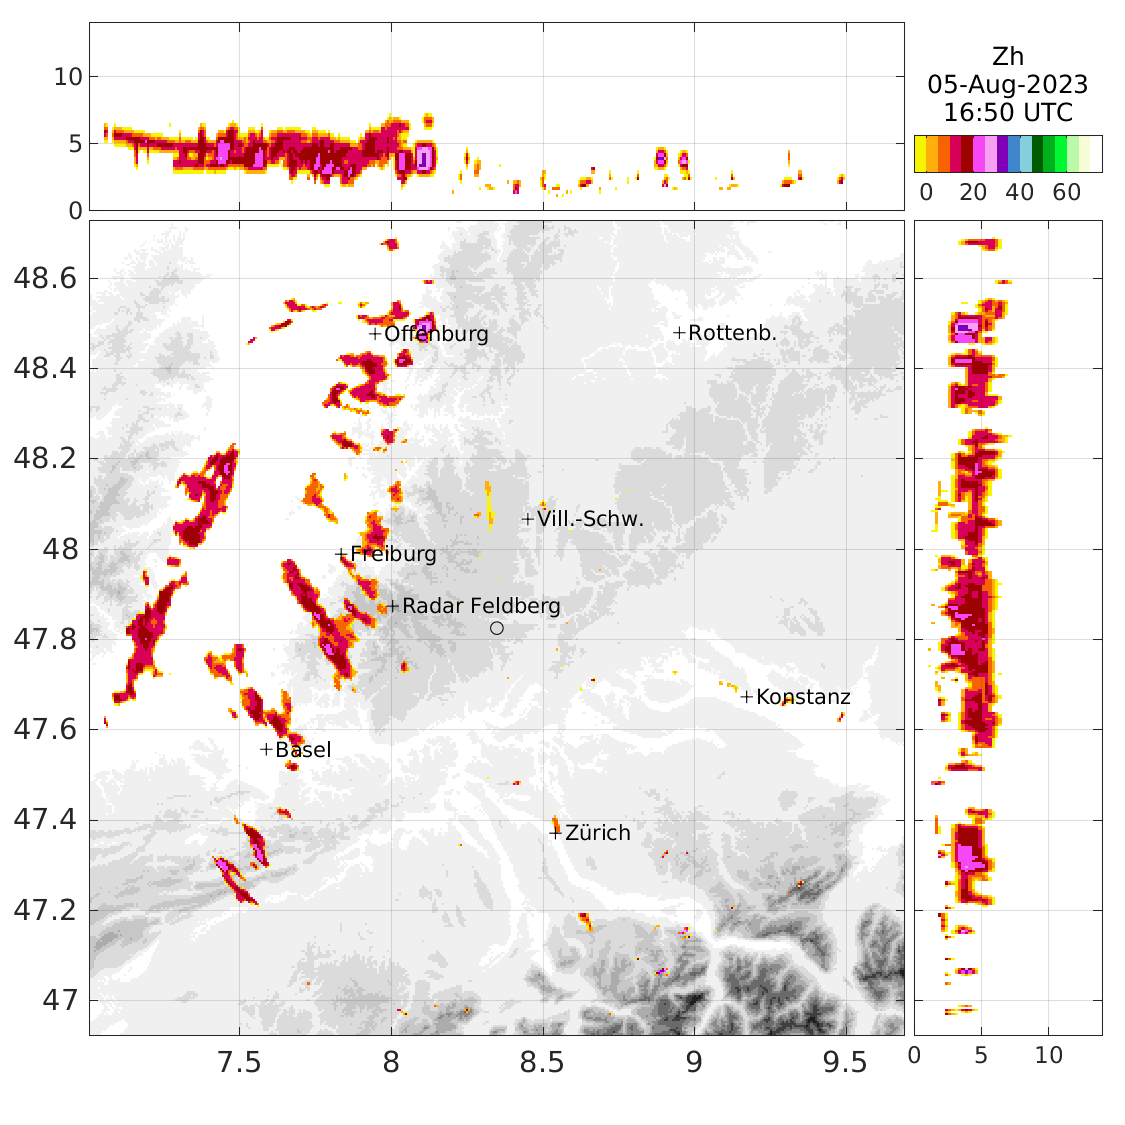 10
5
0
Zh
05-Aug-2023
16:50 UTC
0 20 40 60
48.6
48.4
48.2
48
47.8
47.6
47.4
47.2
47
Offenburg
Rottenb.
Vill.-Schw.
Freiburg
Radar Feldberg
Konstanz
Basel
Zürich
7.5 8 8.5 9 9.5
0 5 10